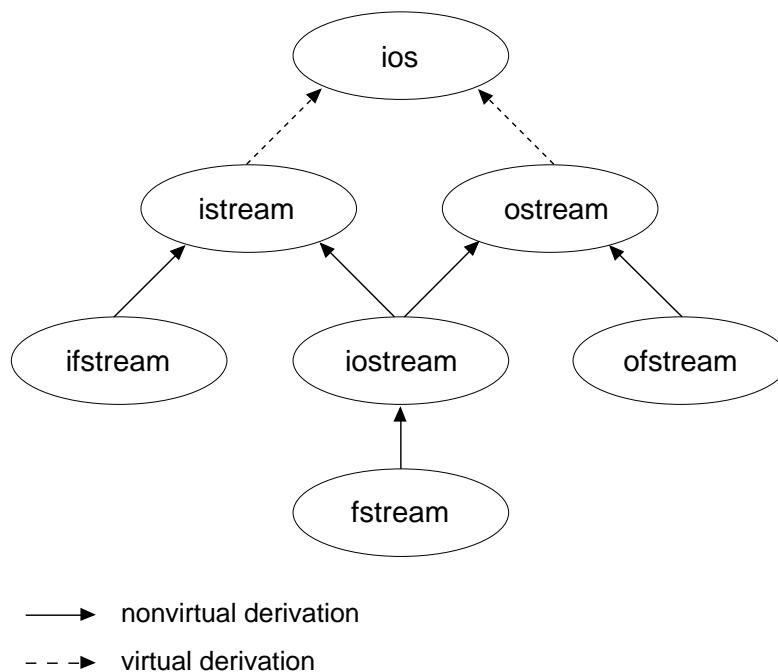 ios
istream
ostream
ifstream
iostream
ofstream
fstream
nonvirtual derivation
virtual derivation